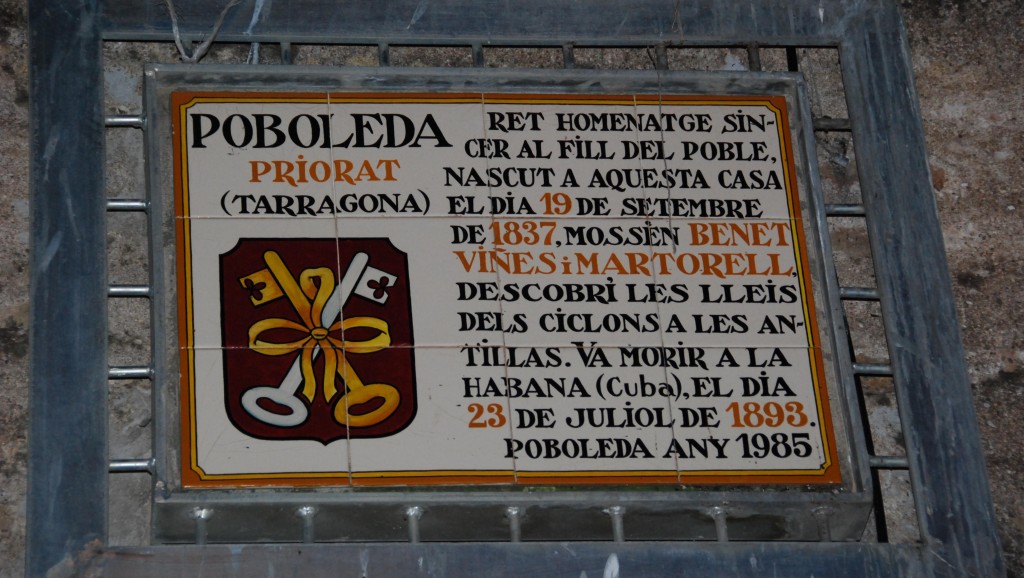 POBOLEDA
PRIORAT
(TARRAGONA)
RET HOMENATGE SIN-
CER AL FILL DEL POBLE,
NASCUT A AQUESTA CASA
EL DIA 19 DE SETEMBRE
DE 1837, MOSSÈN BENET
VIÑES i MARTORELL,
DESCOBRI LES LLEIS
DELS CICLONS A LES AN-
TILLAS. VA MORIR A LA
HABANA (Cuba), EL DIA
23 DE JULIOL DE 1893.
POBOLEDA ANY 1985